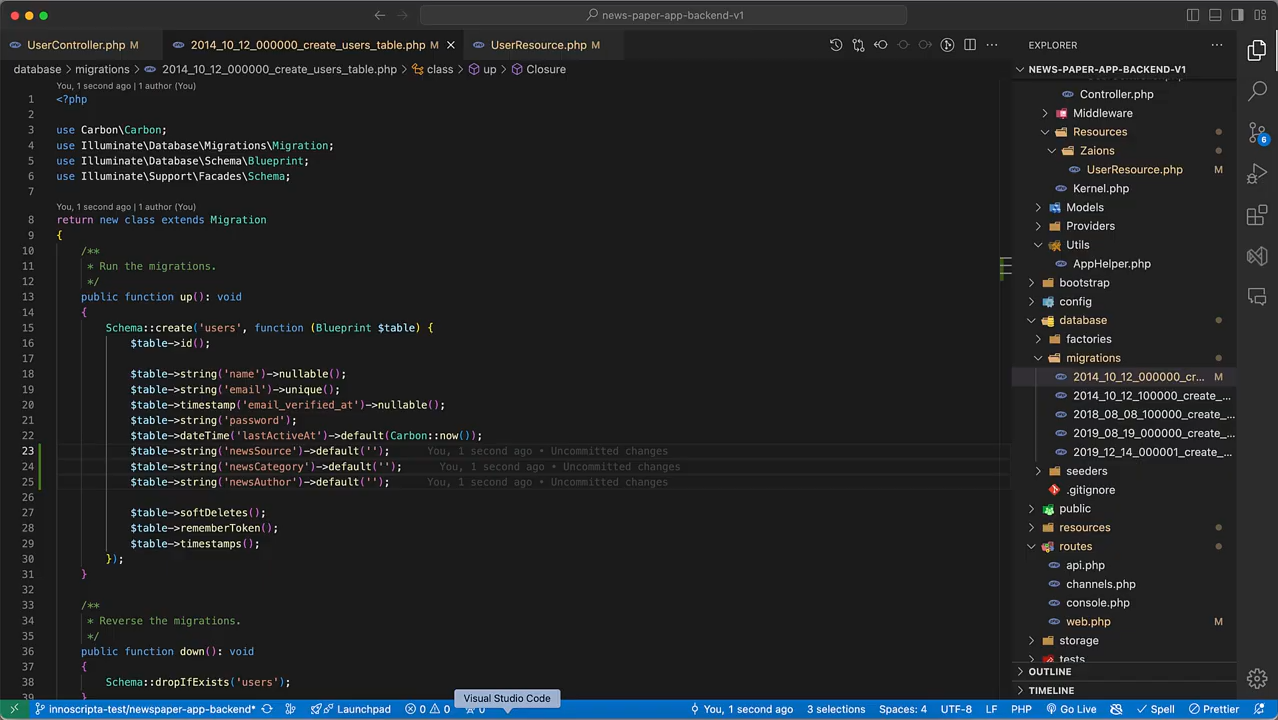 news-paper-app-backend-v1
UserController.php M
2014_10_12_000000_create_users_table.php M
UserResource.php M
database > migrations > 2014_10_12_000000_create_users_table.php > class > up > Closure
You, 1 second ago | 1 author (You)
1 <?php
2
3 use Carbon\Carbon;
4 use Illuminate\Database\Migrations\Migration;
5 use Illuminate\Database\Schema\Blueprint;
6 use Illuminate\Support\Facades\Schema;
7
You, 1 second ago | 1 author (You)
8 return new class extends Migration
9 {
10 /**
11 * Run the migrations.
12 */
13 public function up(): void
14 {
15 Schema::create('users', function (Blueprint $table) {
16 $table->id();
17
18 $table->string('name')->nullable();
19 $table->string('email')->unique();
20 $table->timestamp('email_verified_at')->nullable();
21 $table->string('password');
22 $table->dateTime('lastActiveAt')->default(Carbon::now());
23 $table->string('newsSource')->default(''); You, 1 second ago • Uncommitted changes
24 $table->string('newsCategory')->default(''); You, 1 second ago • Uncommitted changes
25 $table->string('newsAuthor')->default(''); You, 1 second ago • Uncommitted changes
26
27 $table->softDeletes();
28 $table->rememberToken();
29 $table->timestamps();
30 });
31 }
32
33 /**
34 * Reverse the migrations.
35 */
36 public function down(): void
37 {
38 Schema::dropIfExists('users');
39 }
EXPLORER
NEWS-PAPER-APP-BACKEND-V1
Controller.php
Middleware
Resources
Zaions
UserResource.php M
Kernel.php
Models
Providers
Utils
AppHelper.php
bootstrap
config
database
factories
migrations
2014_10_12_000000_cr... M
2014_10_12_100000_create_...
2018_08_08_100000_create_...
2019_08_19_000000_create_...
2019_12_14_000001_create_...
seeders
.gitignore
public
resources
routes
api.php
channels.php
console.php
web.php M
storage
tests
OUTLINE
TIMELINE
6
Visual Studio Code
innoscripta-test/newspaper-app-backend* Launchpad 0 0 0 You, 1 second ago 3 selections Spaces: 4 UTF-8 LF PHP Go Live Spell Prettier